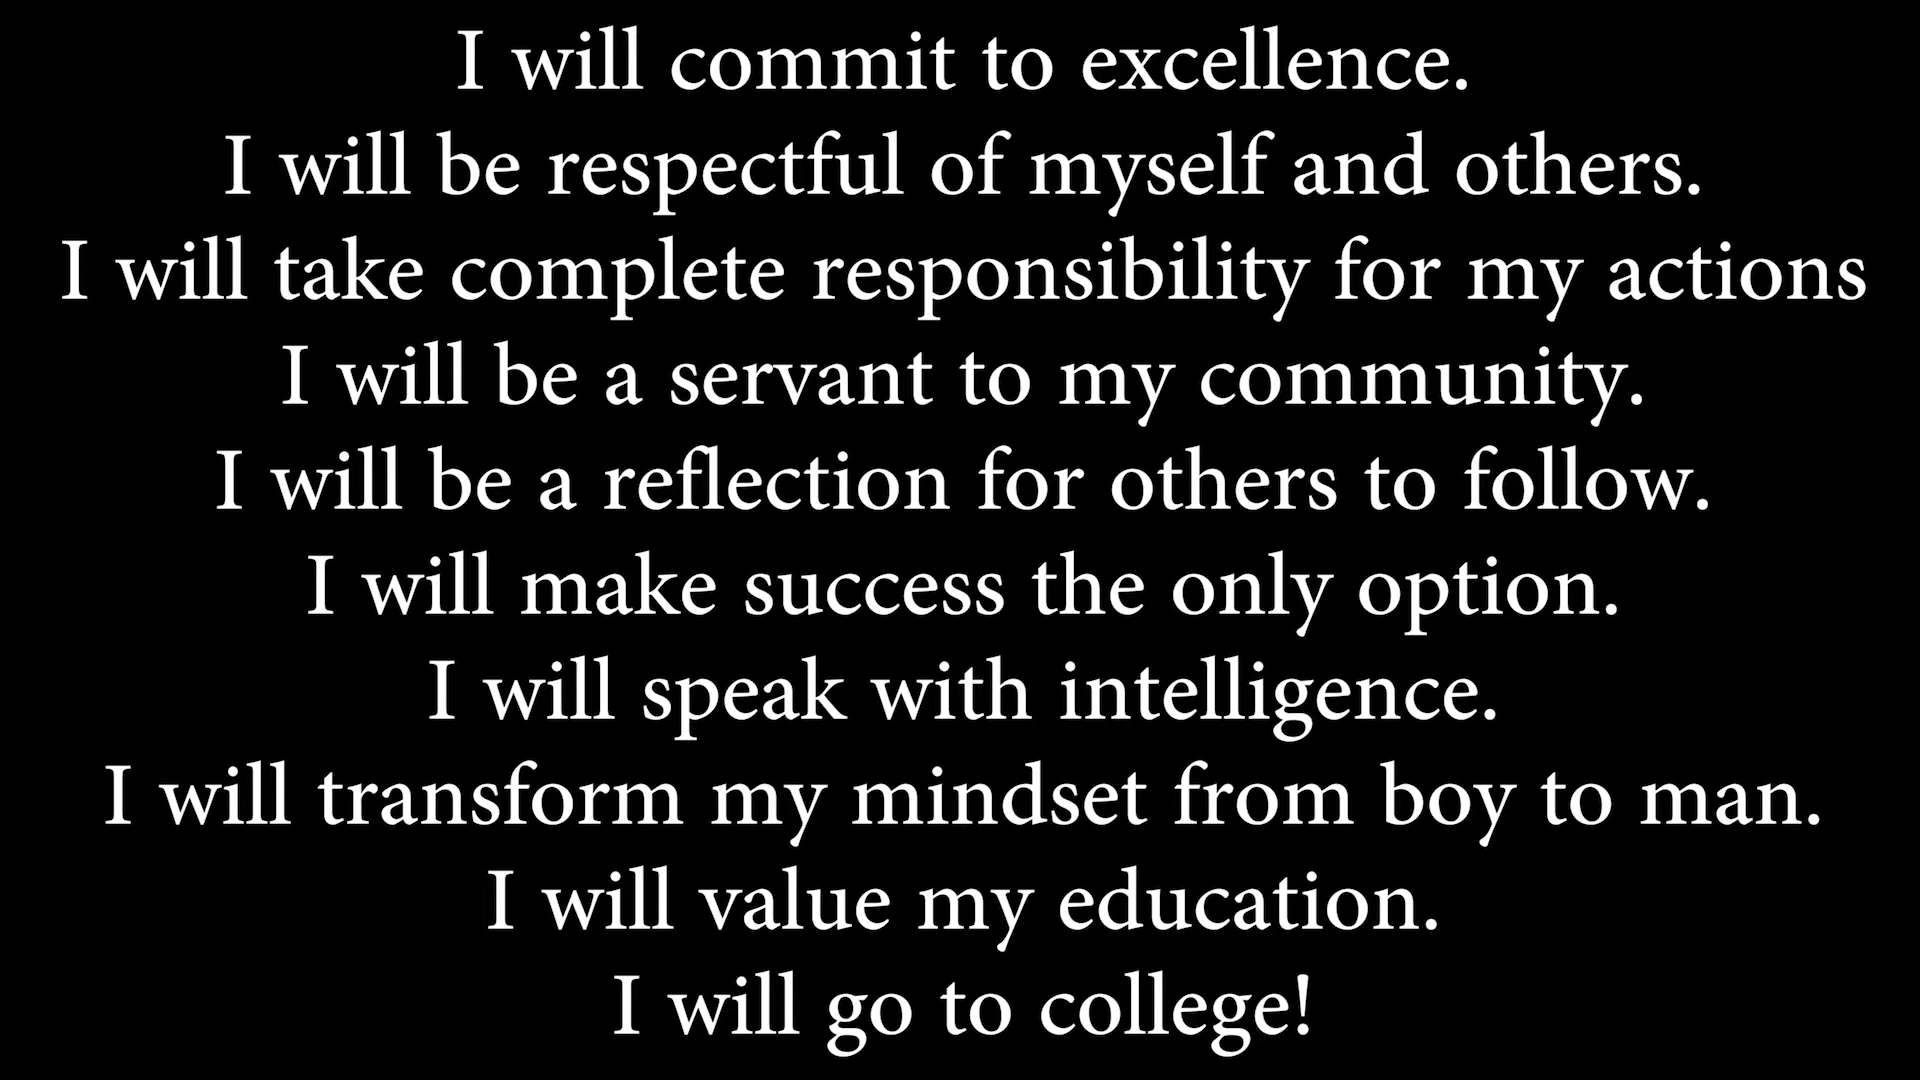 I will commit to excellence.
I will be respectful of myself and others.
I will take complete responsibility for my actions
I will be a servant to my community.
I will be a reflection for others to follow.
I will make success the only option.
I will speak with intelligence.
I will transform my mindset from boy to man.
I will value my education.
I will go to college!